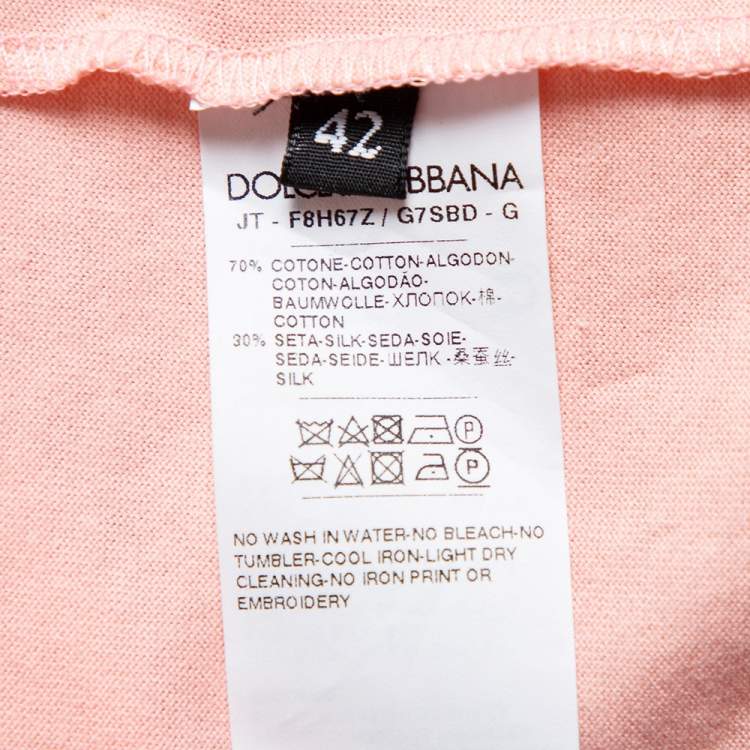 42
JT - F8H67Z / G7SBD - G
70% COTONE-COTTON-ALGODON-
COTON-ALGODÃO-
BAUMWOLLE-ХЛОПОК-棉-
COTTON
30% SETA-SILK-SEDA-SOIE-
SEDA-SEIDE-ШЕЛК-桑蚕丝-
SILK
P
P
NO WASH IN WATER-NO BLEACH-NO
TUMBLER-COOL IRON-LIGHT DRY
CLEANING-NO IRON PRINT OR
EMBROIDERY